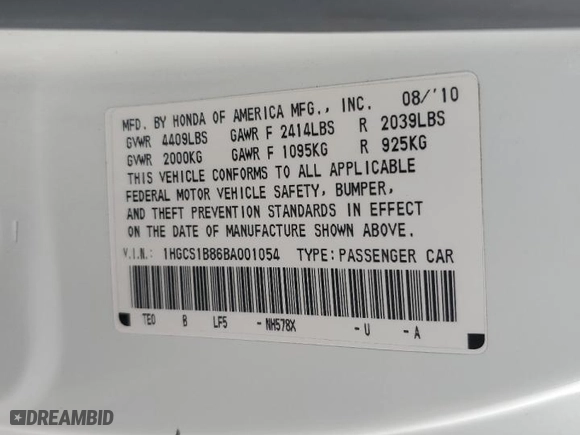 MFD. BY HONDA OF AMERICA MFG., INC. 08/'10
GVWR 4409LBS GAWR F 2414LBS R 2039LBS
GVWR 2000KG GAWR F 1095KG R 925KG
THIS VEHICLE CONFORMS TO ALL APPLICABLE
FEDERAL MOTOR VEHICLE SAFETY, BUMPER,
AND THEFT PREVENTION STANDARDS IN EFFECT
ON THE DATE OF MANUFACTURE SHOWN ABOVE.
V.I.N.: 1HGCS1B86BA001054 TYPE: PASSENGER CAR
TE0 B LF5 -NH578X -U -A
DREAMBID